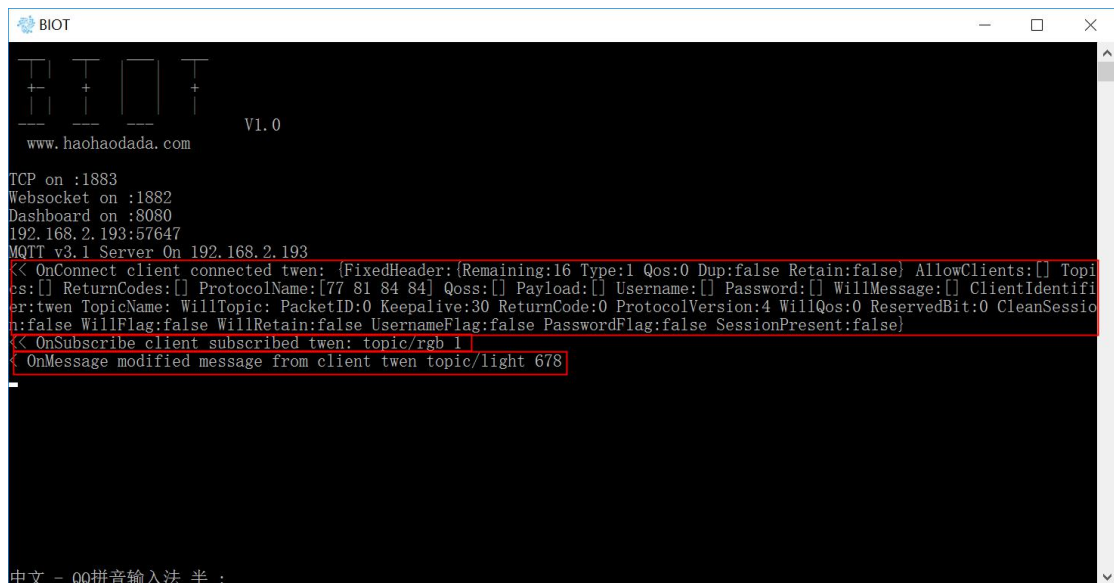 BIOT
V1.0
www.haohaodada.com
TCP on :1883
Websocket on :1882
Dashboard on :8080
192.168.2.193:57647
MQTT v3.1 Server On 192.168.2.193
<< OnConnect client connected twen: {FixedHeader:{Remaining:16 Type:1 Qos:0 Dup:false Retain:false} AllowClients:[] Topi
cs:[] ReturnCodes:[] ProtocolName:[77 81 84 84] Qoss:[] Payload:[] Username:[] Password:[] WillMessage:[] ClientIdentifi
er:twen TopicName: WillTopic: PacketID:0 Keepalive:30 ReturnCode:0 ProtocolVersion:4 WillQos:0 ReservedBit:0 CleanSessio
n:false WillFlag:false WillRetain:false UsernameFlag:false PasswordFlag:false SessionPresent:false}
<< OnSubscribe client subscribed twen: topic/rgb 1
< OnMessage modified message from client twen topic/light 678
中文 - QQ拼音输入法 半 :